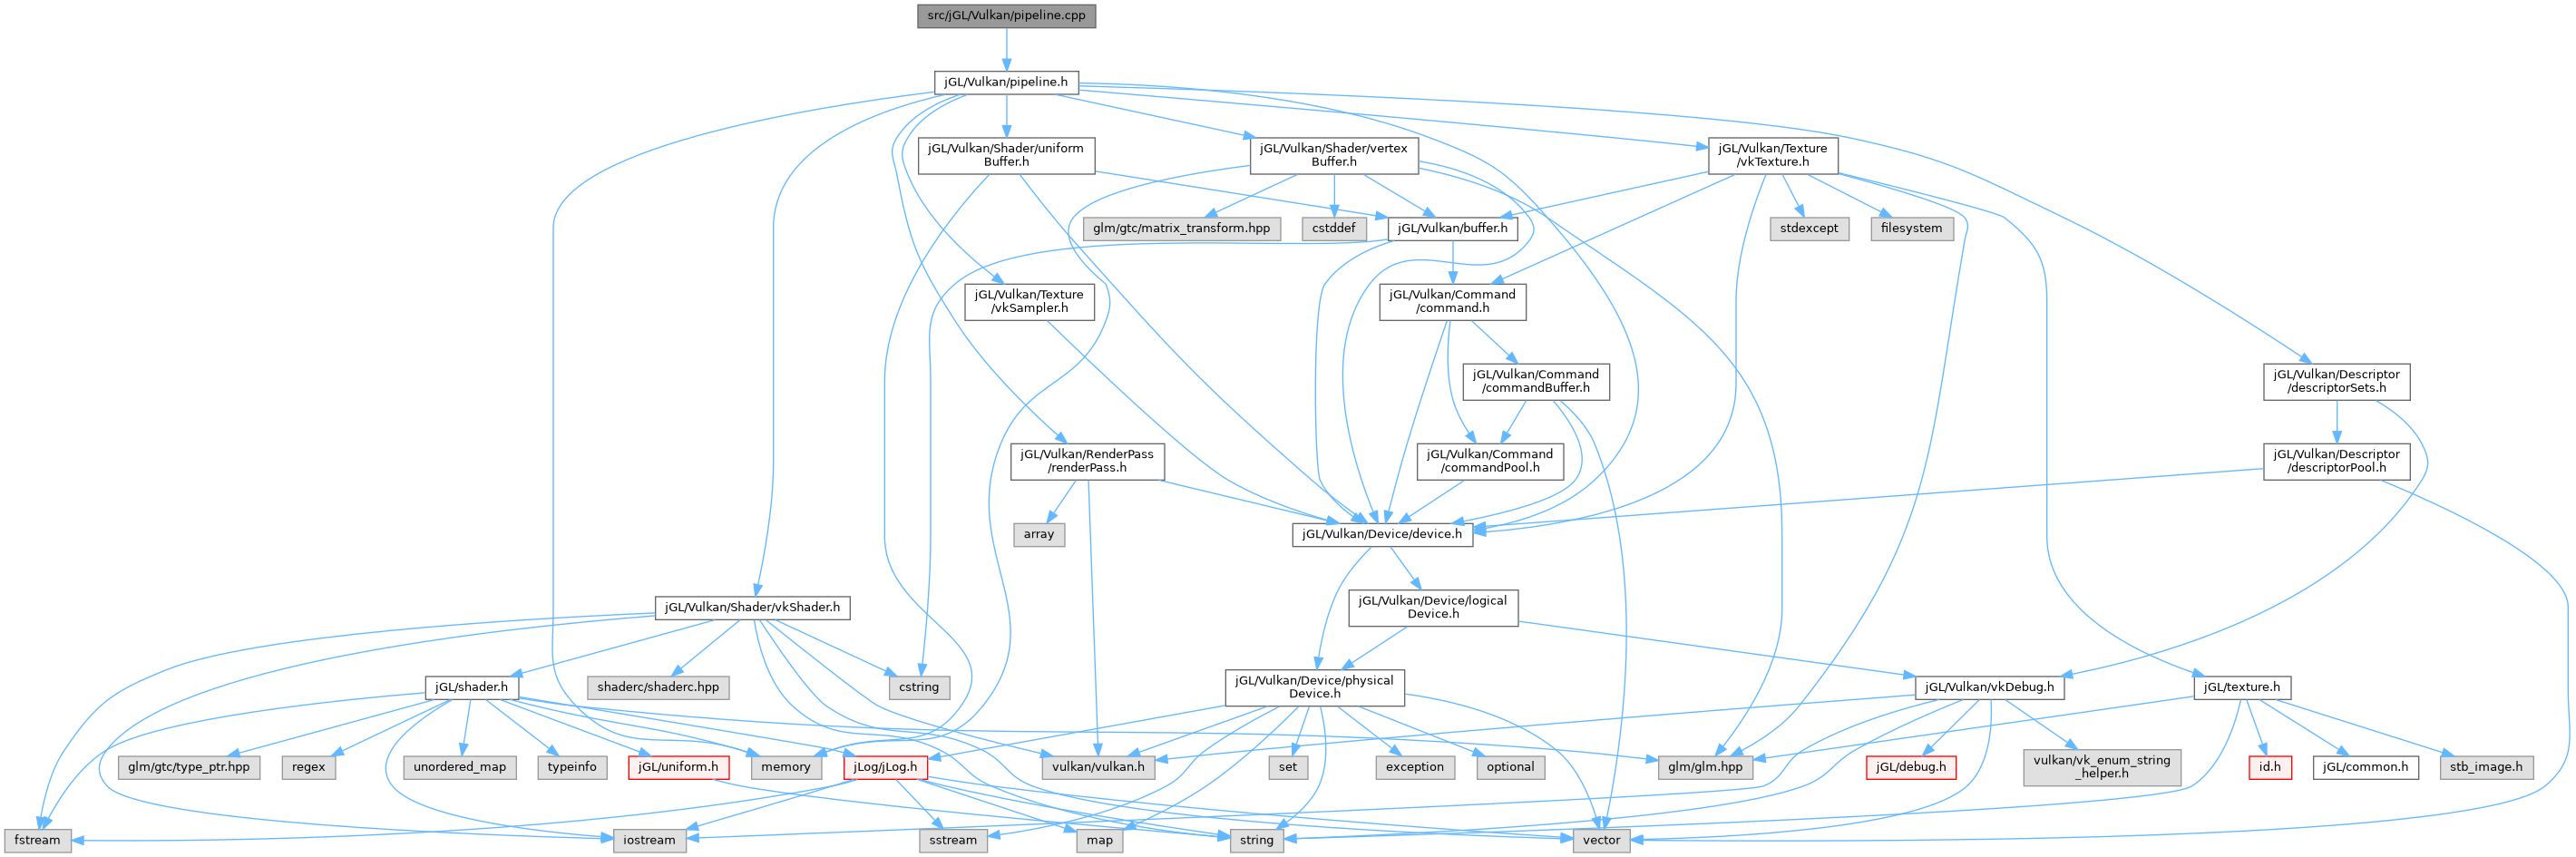 src/jGL/Vulkan/pipeline.cpp
jGL/Vulkan/pipeline.h
jGL/Vulkan/Shader/uniform
Buffer.h
jGL/Vulkan/Shader/vertex
Buffer.h
jGL/Vulkan/Texture
/vkTexture.h
glm/gtc/matrix_transform.hpp
cstddef
jGL/Vulkan/buffer.h
stdexcept
filesystem
jGL/Vulkan/Texture
/vkSampler.h
jGL/Vulkan/Command
/command.h
jGL/Vulkan/Command
/commandBuffer.h
jGL/Vulkan/Descriptor
/descriptorSets.h
jGL/Vulkan/RenderPass
/renderPass.h
jGL/Vulkan/Command
/commandPool.h
jGL/Vulkan/Descriptor
/descriptorPool.h
array
jGL/Vulkan/Device/device.h
jGL/Vulkan/Shader/vkShader.h
jGL/Vulkan/Device/logical
Device.h
jGL/shader.h
shaderc/shaderc.hpp
cstring
jGL/Vulkan/Device/physical
Device.h
jGL/Vulkan/vkDebug.h
jGL/texture.h
glm/gtc/type_ptr.hpp
regex
unordered_map
typeinfo
jGL/uniform.h
memory
jLog/jLog.h
vulkan/vulkan.h
set
exception
optional
glm/glm.hpp
jGL/debug.h
vulkan/vk_enum_string
_helper.h
id.h
jGL/common.h
stb_image.h
fstream
iostream
sstream
map
string
vector